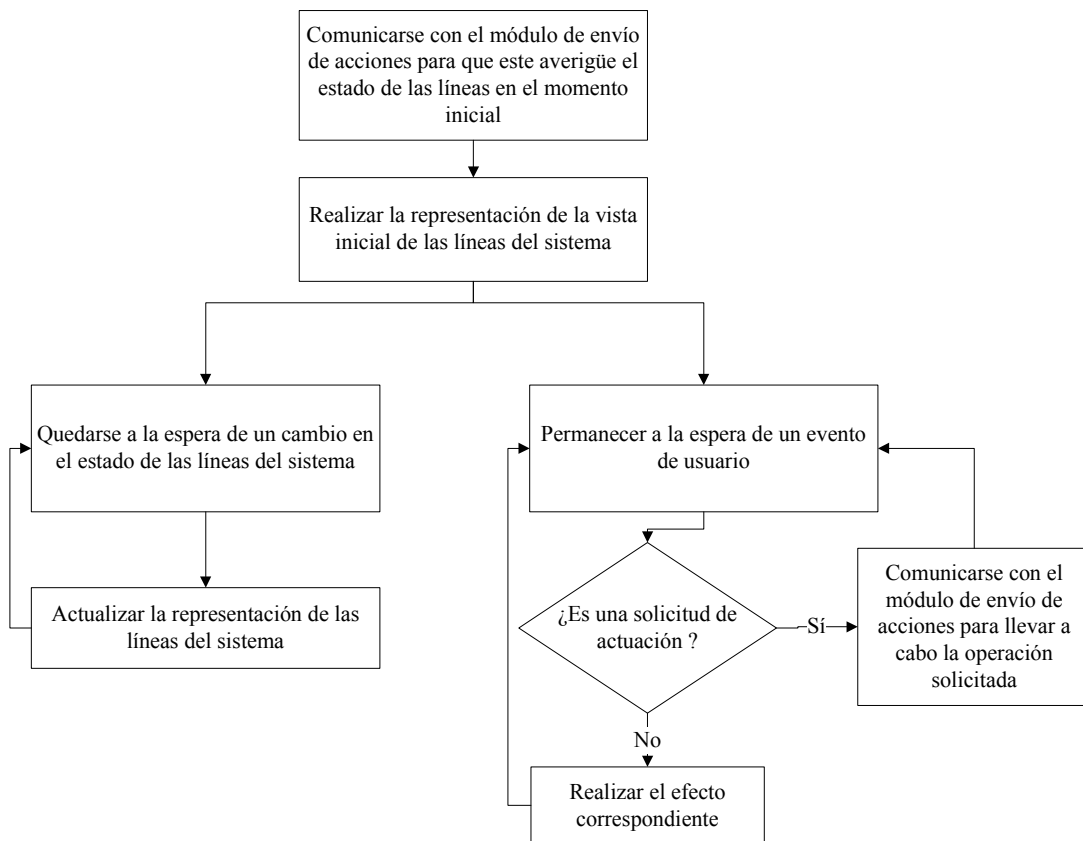 Comunicarse con el módulo de envío
de acciones para que este averigüe el
estado de las líneas en el momento
inicial
Realizar la representación de la vista
inicial de las líneas del sistema
Quedarse a la espera de un cambio en
el estado de las líneas del sistema
Actualizar la representación de las
líneas del sistema
Permanecer a la espera de un evento
de usuario
¿Es una solicitud de
actuación ?
Sí
Comunicarse con el
módulo de envío de
acciones para llevar a
cabo la operación
solicitada
No
Realizar el efecto
correspondiente